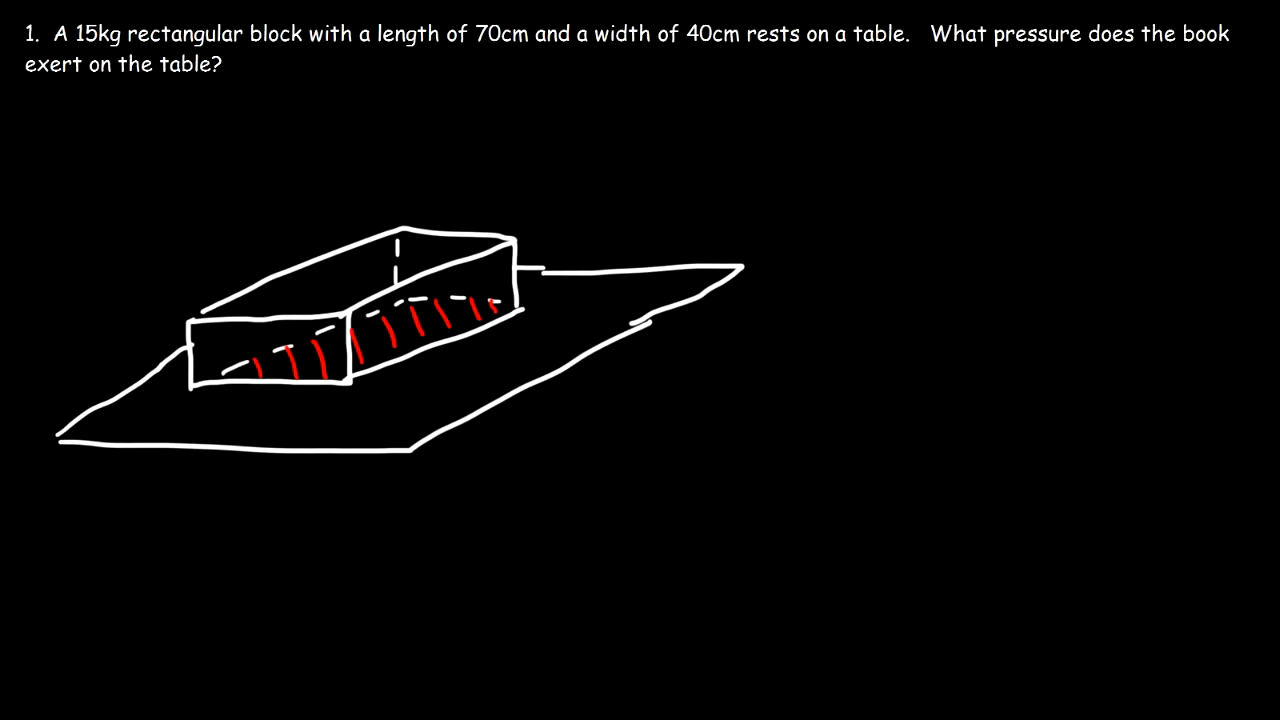 1. A 15kg rectangular block with a length of 70cm and a width of 40cm rests on a table. What pressure does the book
exert on the table?